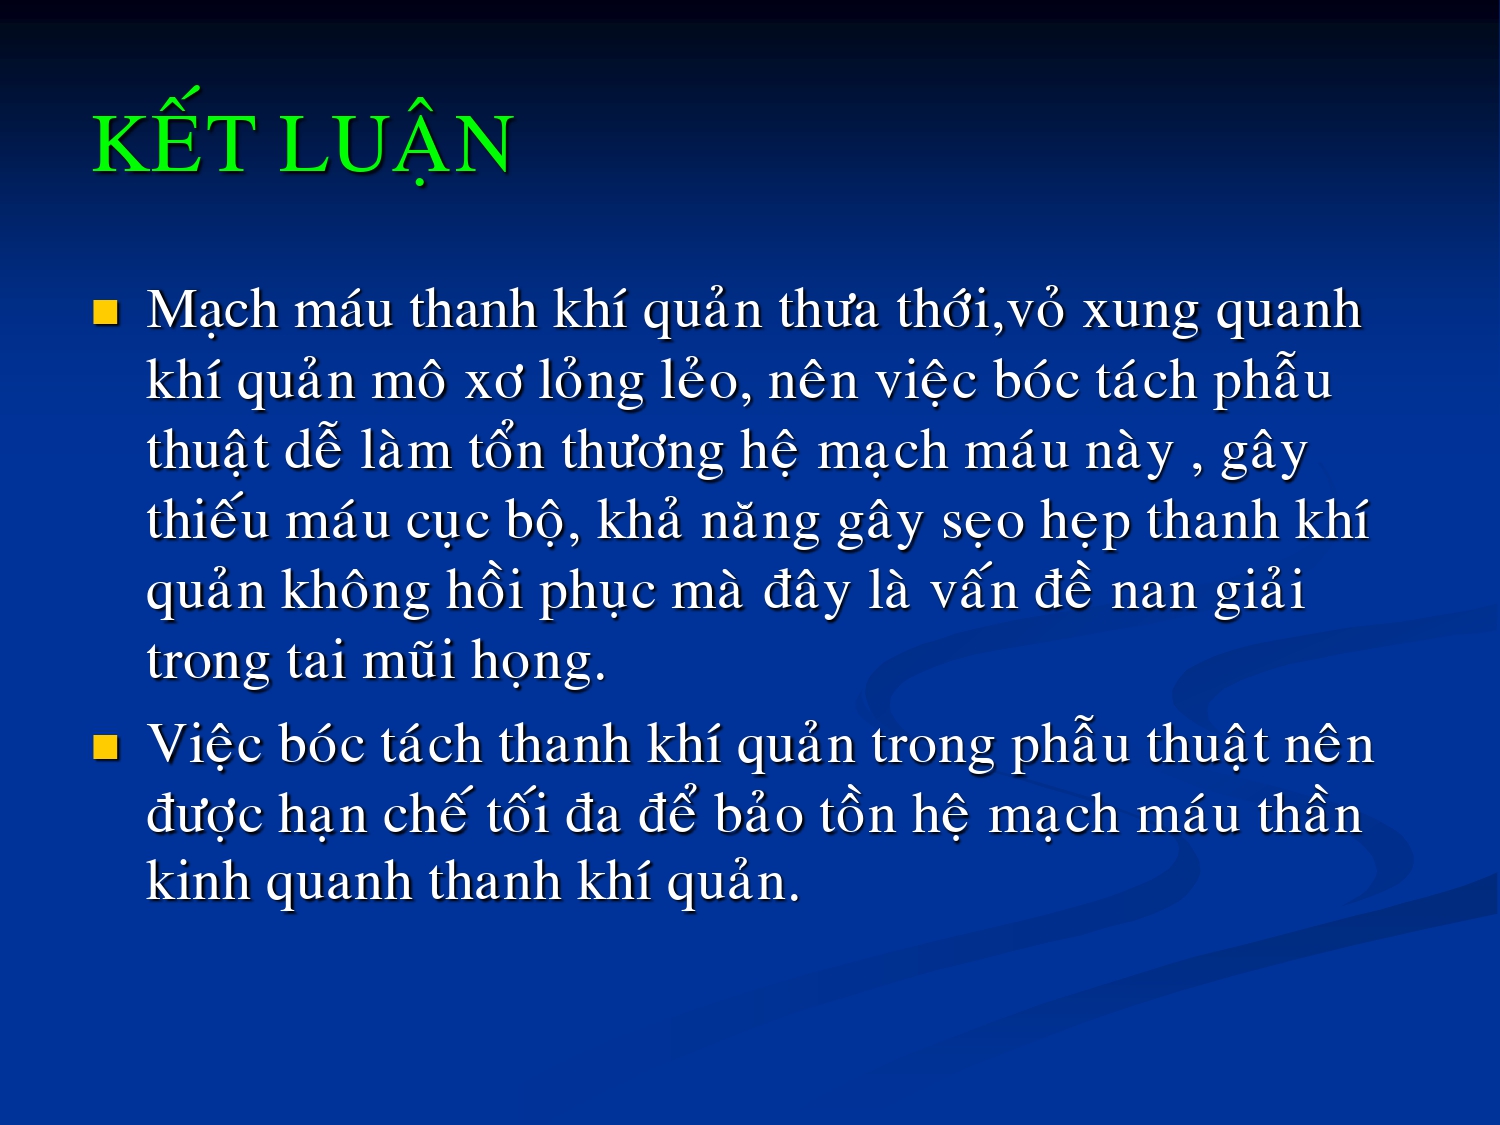 KẾT LUẬN
Mạch máu thanh khí quản thưa thớt,vỏ xung quanh
khí quản mô xơ lỏng lẻo, nên việc bóc tách phẫu
thuật dễ làm tổn thương hệ mạch máu này , gây
thiếu máu cục bộ, khả năng gây sẹo hẹp thanh khí
quản không hồi phục mà đây là vấn đề nan giải
trong tai mũi họng.
Việc bóc tách thanh khí quản trong phẫu thuật nên
được hạn chế tối đa để bảo tồn hệ mạch máu thần
kinh quanh thanh khí quản.